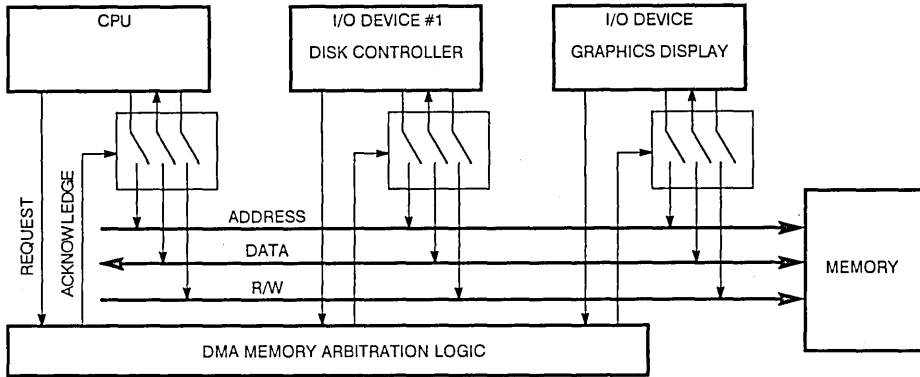 CPU
I/O DEVICE #1
DISK CONTROLLER
I/O DEVICE
GRAPHICS DISPLAY
REQUEST
ACKNOWLEDGE
ADDRESS
DATA
R/W
MEMORY
DMA MEMORY ARBITRATION LOGIC